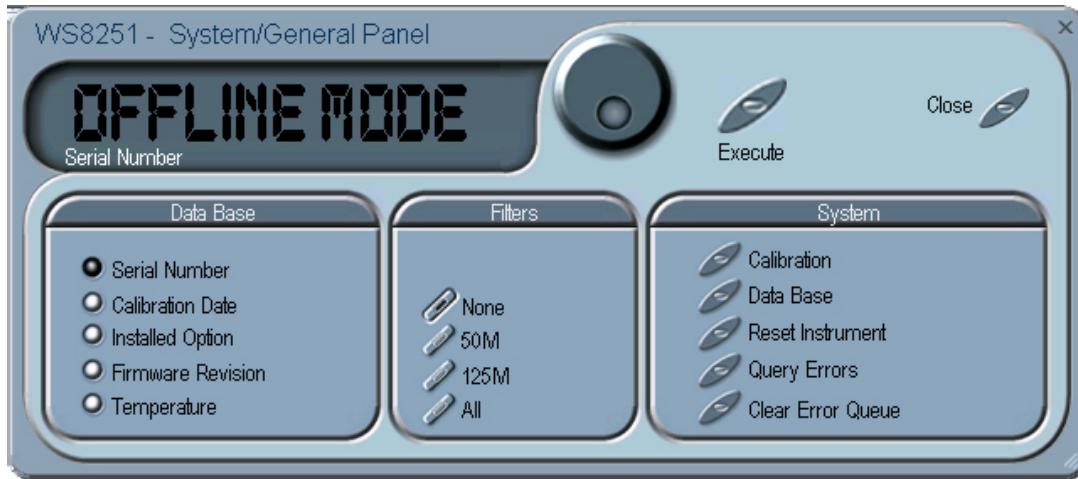 WS8251 - System/General Panel
OFFLINE MODE
Serial Number
Execute
Close
Data Base
Serial Number
Calibration Date
Installed Option
Firmware Revision
Temperature
Filters
None
50M
125M
All
System
Calibration
Data Base
Reset Instrument
Query Errors
Clear Error Queue